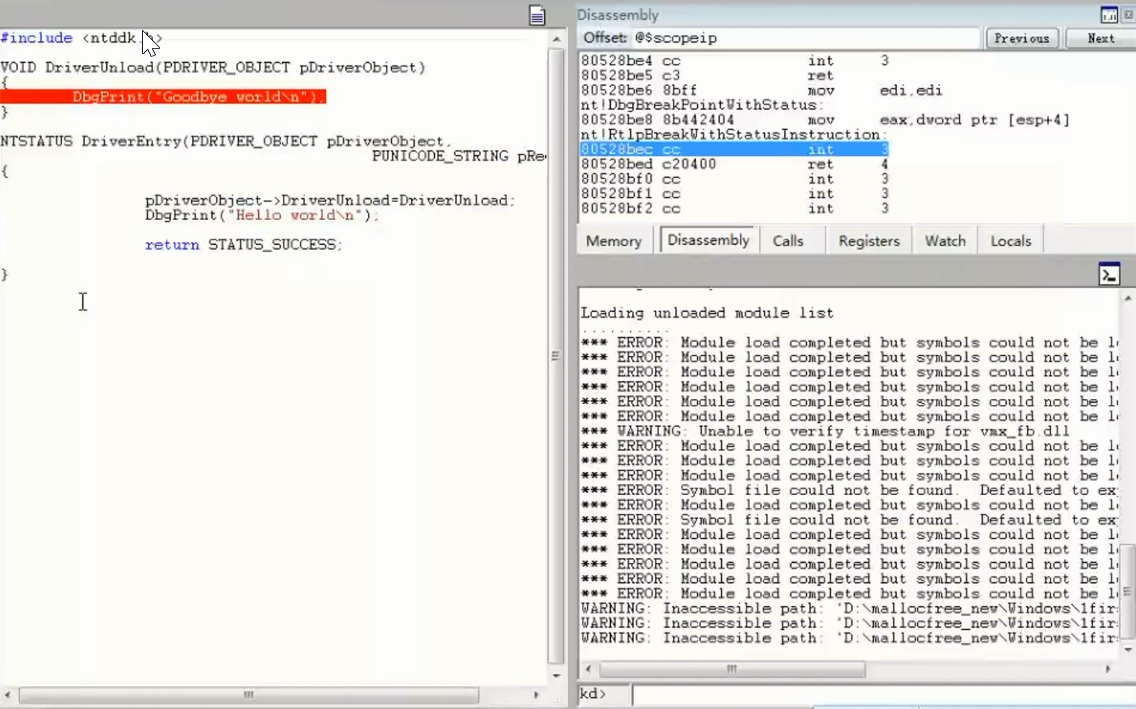 #include <ntddk.h>
VOID DriverUnload(PDRIVER_OBJECT pDriverObject)
{
DbgPrint("Goodbye world\n");
}
NTSTATUS DriverEntry(PDRIVER_OBJECT pDriverObject,
PUNICODE_STRING pRe
{
pDriverObject->DriverUnload=DriverUnload;
DbgPrint("Hello world\n");
return STATUS_SUCCESS;
}
Disassembly
Offset: @$scopeip
Previous
Next
80528be4 cc int 3
80528be5 c3 ret
80528be6 8bff mov edi,edi
nt!DbgBreakPointWithStatus:
80528be8 8b442404 mov eax,dword ptr [esp+4]
nt!RtlpBreakWithStatusInstruction:
80528bec cc int 3
80528bed c20400 ret 4
80528bf0 cc int 3
80528bf1 cc int 3
80528bf2 cc int 3
Memory
Disassembly
Calls
Registers
Watch
Locals
Loading unloaded module list
..........
*** ERROR: Module load completed but symbols could not be l
*** ERROR: Module load completed but symbols could not be l
*** ERROR: Module load completed but symbols could not be l
*** ERROR: Module load completed but symbols could not be l
*** ERROR: Module load completed but symbols could not be l
*** ERROR: Module load completed but symbols could not be l
*** WARNING: Unable to verify timestamp for vmx_fb.dll
*** ERROR: Module load completed but symbols could not be l
*** ERROR: Module load completed but symbols could not be l
*** ERROR: Module load completed but symbols could not be l
*** ERROR: Symbol file could not be found. Defaulted to ex
*** ERROR: Module load completed but symbols could not be l
*** ERROR: Symbol file could not be found. Defaulted to ex
*** ERROR: Module load completed but symbols could not be l
*** ERROR: Module load completed but symbols could not be l
*** ERROR: Module load completed but symbols could not be l
*** ERROR: Module load completed but symbols could not be l
*** ERROR: Module load completed but symbols could not be l
WARNING: Inaccessible path: 'D:\mallocfree_new\Windows\1fir
WARNING: Inaccessible path: 'D:\mallocfree_new\Windows\1fir
WARNING: Inaccessible path: 'D:\mallocfree_new\Windows\1fir
kd>